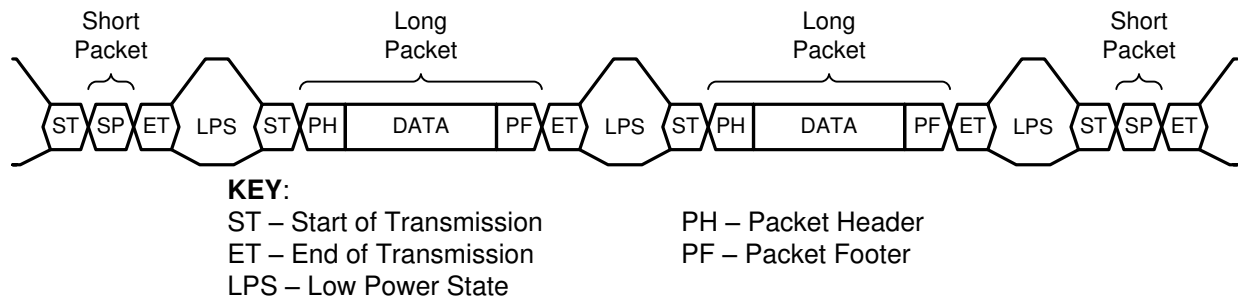 Short
Packet
Long
Packet
Long
Packet
Short
Packet
ST SP ET LPS ST PH DATA PF ET LPS ST PH DATA PF ET LPS ST SP ET
KEY:
ST – Start of Transmission
ET – End of Transmission
LPS – Low Power State
PH – Packet Header
PF – Packet Footer